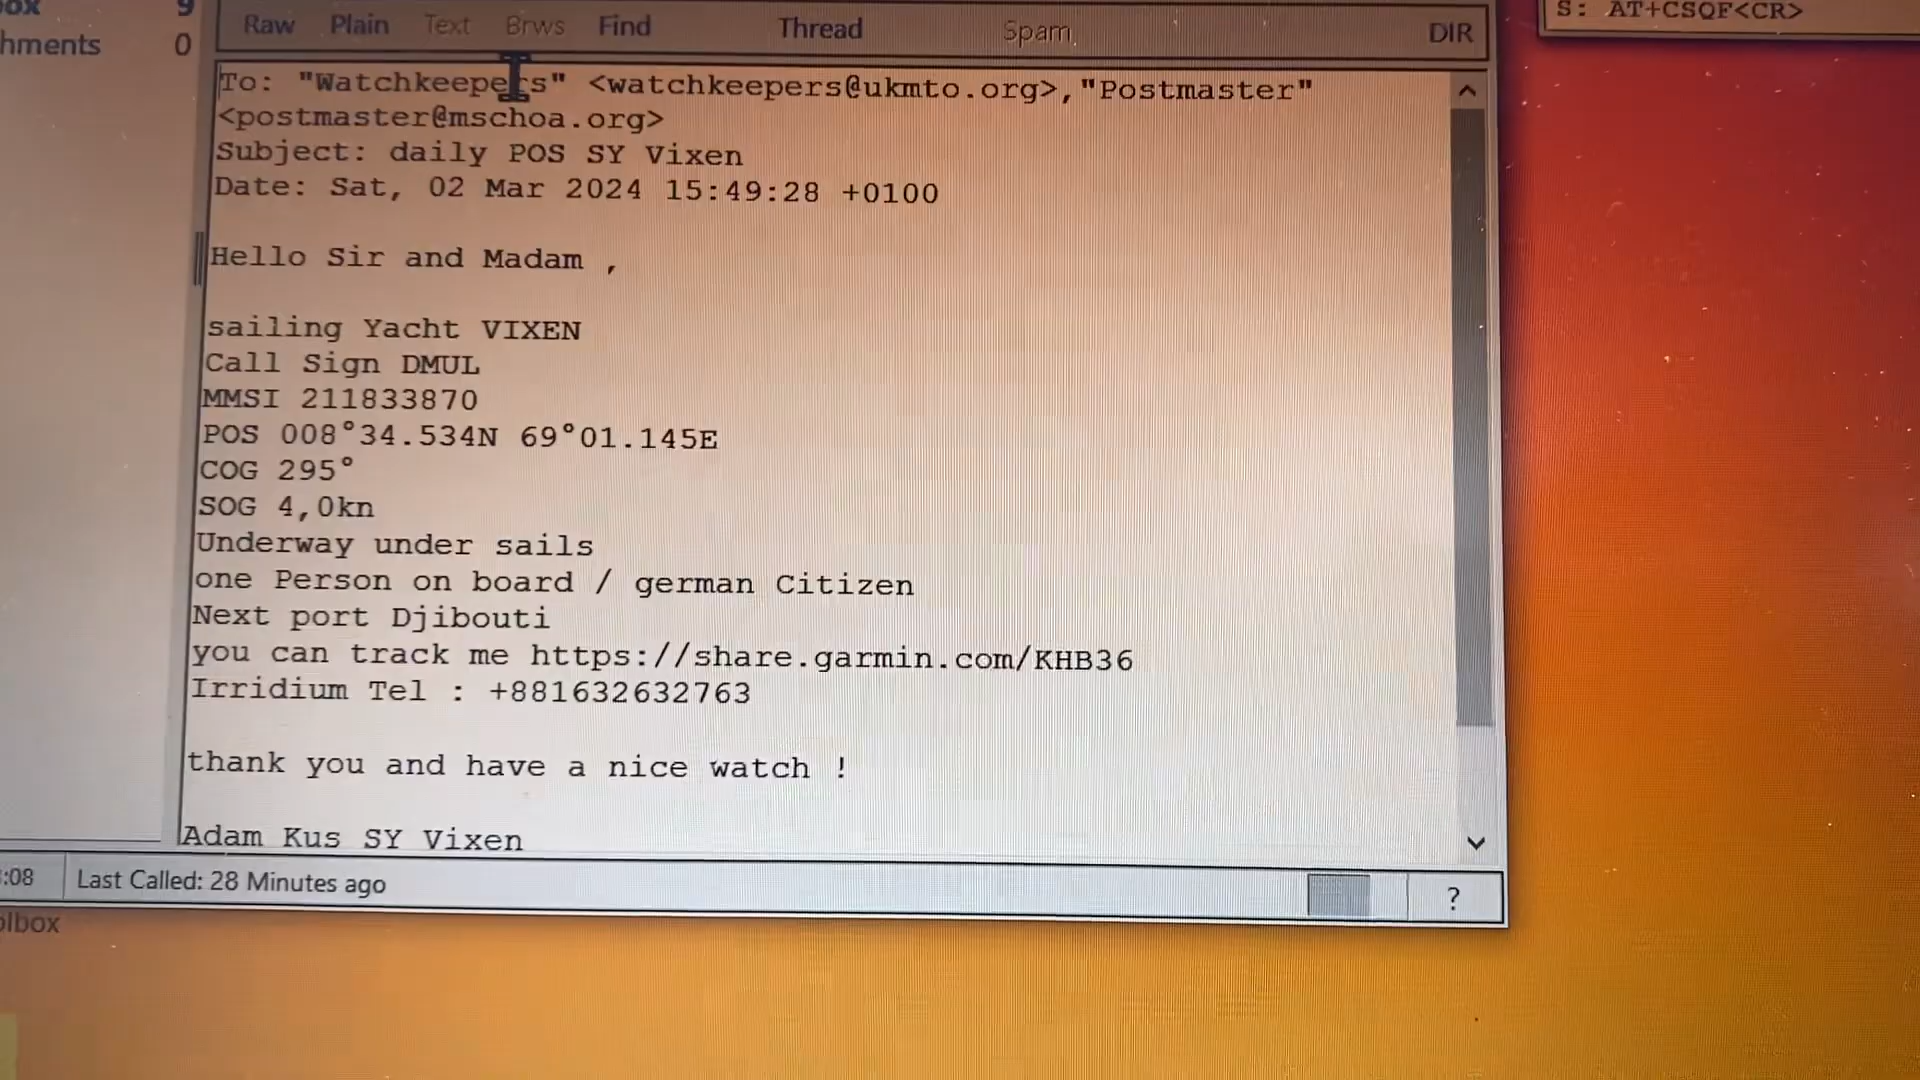 box 9
hments 0
Raw Plain Text Brws Find Thread Spam DIR
S: AT+CSQF<CR>
To: "Watchkeepers" <watchkeepers@ukmto.org>,"Postmaster"
<postmaster@mschoa.org>
Subject: daily POS SY Vixen
Date: Sat, 02 Mar 2024 15:49:28 +0100
Hello Sir and Madam ,
sailing Yacht VIXEN
Call Sign DMUL
MMSI 211833870
POS 008°34.534N 69°01.145E
COG 295°
SOG 4,0kn
Underway under sails
one Person on board / german Citizen
Next port Djibouti
you can track me https://share.garmin.com/KHB36
Irridium Tel : +881632632763
thank you and have a nice watch !
Adam Kus SY Vixen
:08 Last Called: 28 Minutes ago ?
olbox